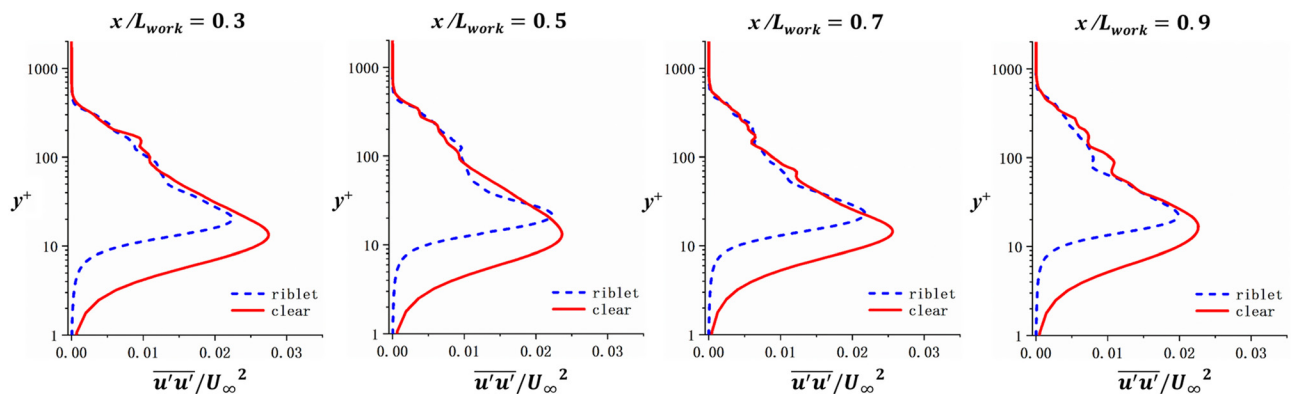 x/L_work = 0.3
1000
100
y⁺
10
1
riblet
clear
0.00 0.01 0.02 0.03
u'u'/U∞²
x/L_work = 0.5
1000
100
y⁺
10
1
riblet
clear
0.00 0.01 0.02 0.03
u'u'/U∞²
x/L_work = 0.7
1000
100
y⁺
10
1
riblet
clear
0.00 0.01 0.02 0.03
u'u'/U∞²
x/L_work = 0.9
1000
100
y⁺
10
1
riblet
clear
0.00 0.01 0.02 0.03
u'u'/U∞²